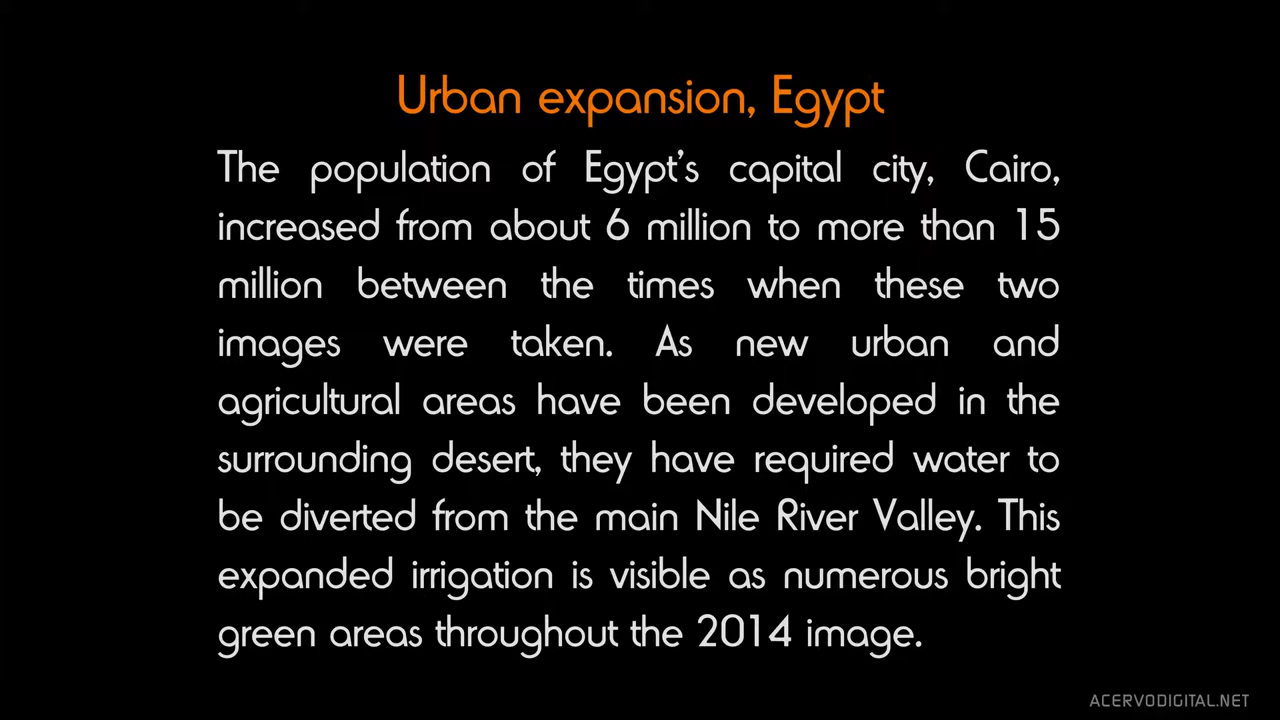 Urban expansion, Egypt
The population of Egypt's capital city, Cairo,
increased from about 6 million to more than 15
million between the times when these two
images were taken. As new urban and
agricultural areas have been developed in the
surrounding desert, they have required water to
be diverted from the main Nile River Valley. This
expanded irrigation is visible as numerous bright
green areas throughout the 2014 image.
ACERVODIGITAL.NET